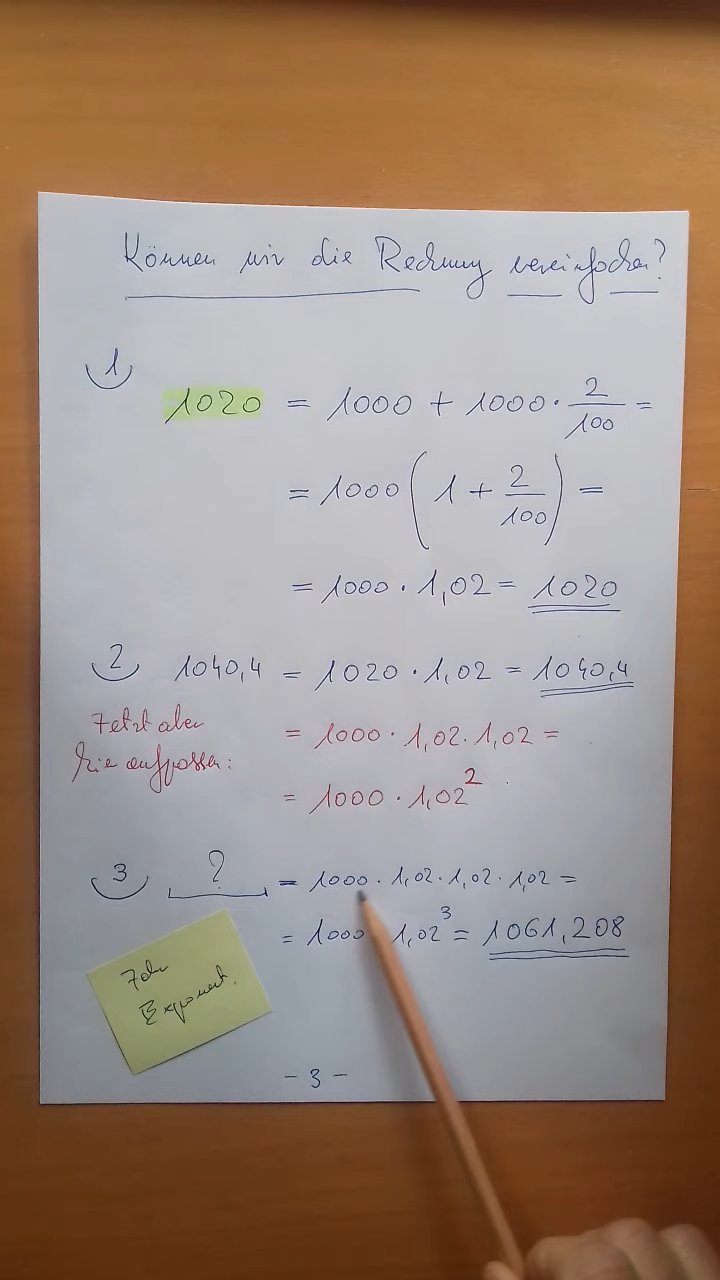 Können wir die Rechnung vereinfachen?
1
1020 = 1000 + 1000 · 2/100 =
= 1000 (1 + 2/100) =
= 1000 · 1,02 = 1020
2 1040,4 = 1020 · 1,02 = 1040,4
Jetzt aber
hie aufpassen:
= 1000 · 1,02 · 1,02 =
= 1000 · 1,02²
3 ? = 1000 · 1,02 · 1,02 · 1,02 =
= 1000 1,02³ = 1061,208
Exponent.
- 3 -